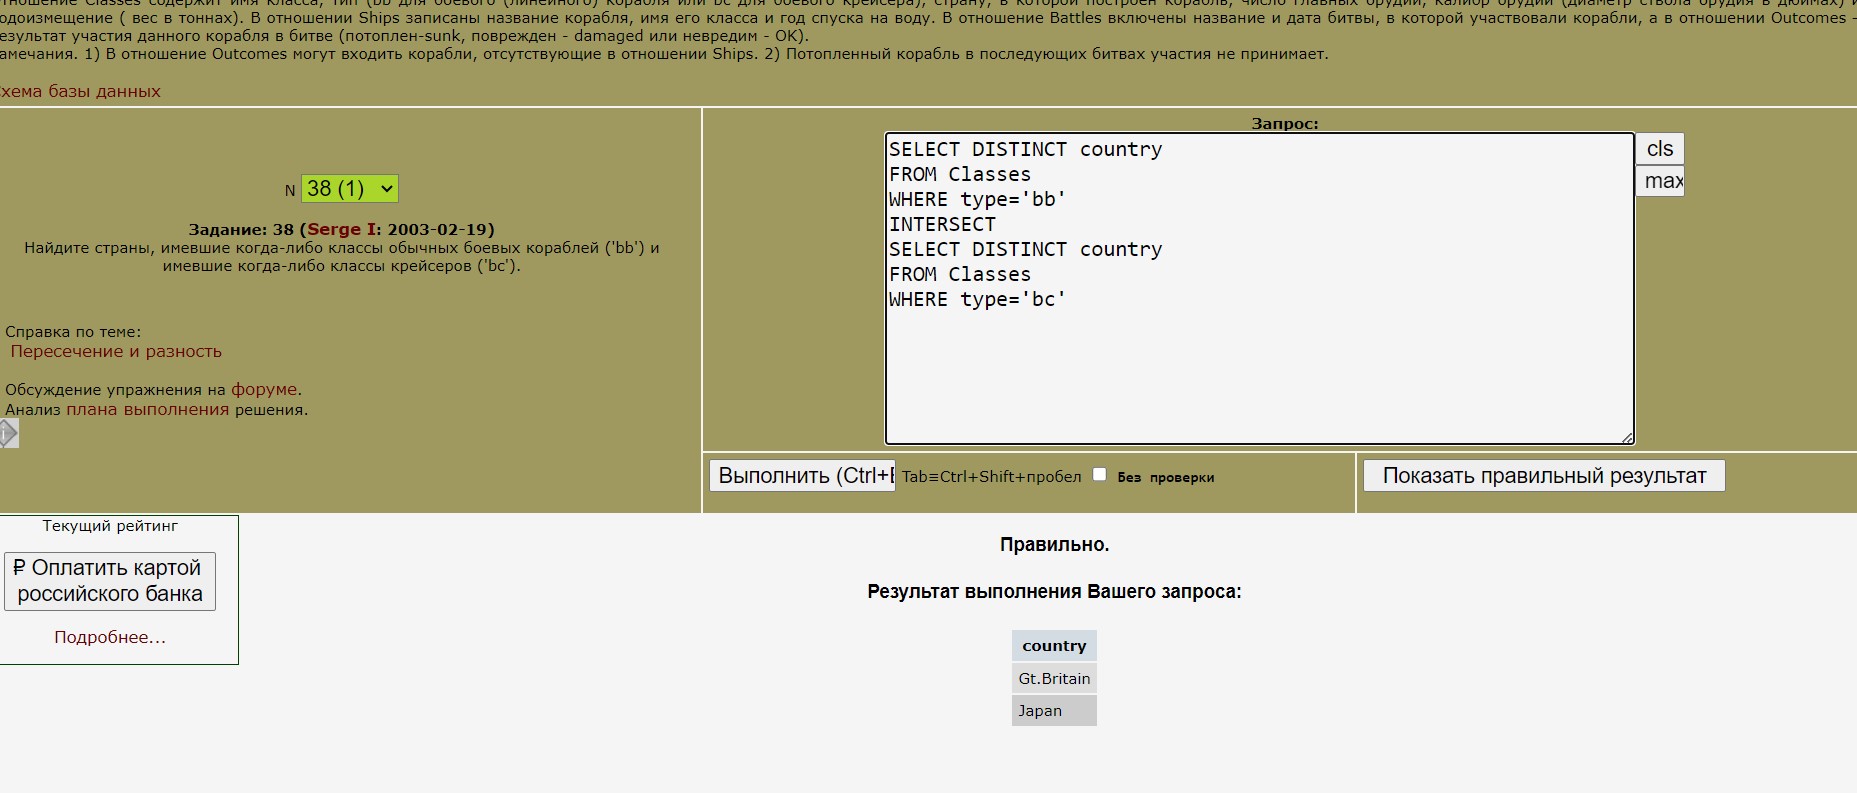 тношение Classes содержит имя класса, тип (bb для боевого (линейного) корабля или bc для боевого крейсера), страну, в которой построен корабль, число главных орудий, калибр орудий (диаметр ствола орудия в дюймах) и
одоизмещение ( вес в тоннах). В отношении Ships записаны название корабля, имя его класса и год спуска на воду. В отношение Battles включены название и дата битвы, в которой участвовали корабли, а в отношении Outcomes -
езультат участия данного корабля в битве (потоплен-sunk, поврежден - damaged или невредим - OK).
амечания. 1) В отношение Outcomes могут входить корабли, отсутствующие в отношении Ships. 2) Потопленный корабль в последующих битвах участия не принимает.
хема базы данных
N 38 (1)
Задание: 38 (Serge I: 2003-02-19)
Найдите страны, имевшие когда-либо классы обычных боевых кораблей ('bb') и
имевшие когда-либо классы крейсеров ('bc').
Справка по теме:
Пересечение и разность
Обсуждение упражнения на форуме.
Анализ плана выполнения решения.
Запрос:
SELECT DISTINCT country
FROM Classes
WHERE type='bb'
INTERSECT
SELECT DISTINCT country
FROM Classes
WHERE type='bc'
cls
max
Выполнить (Ctrl+E Tab≡Ctrl+Shift+пробел Без проверки
Показать правильный результат
Текущий рейтинг
₽ Оплатить картой
российского банка
Подробнее...
Правильно.
Результат выполнения Вашего запроса:
country
Gt.Britain
Japan